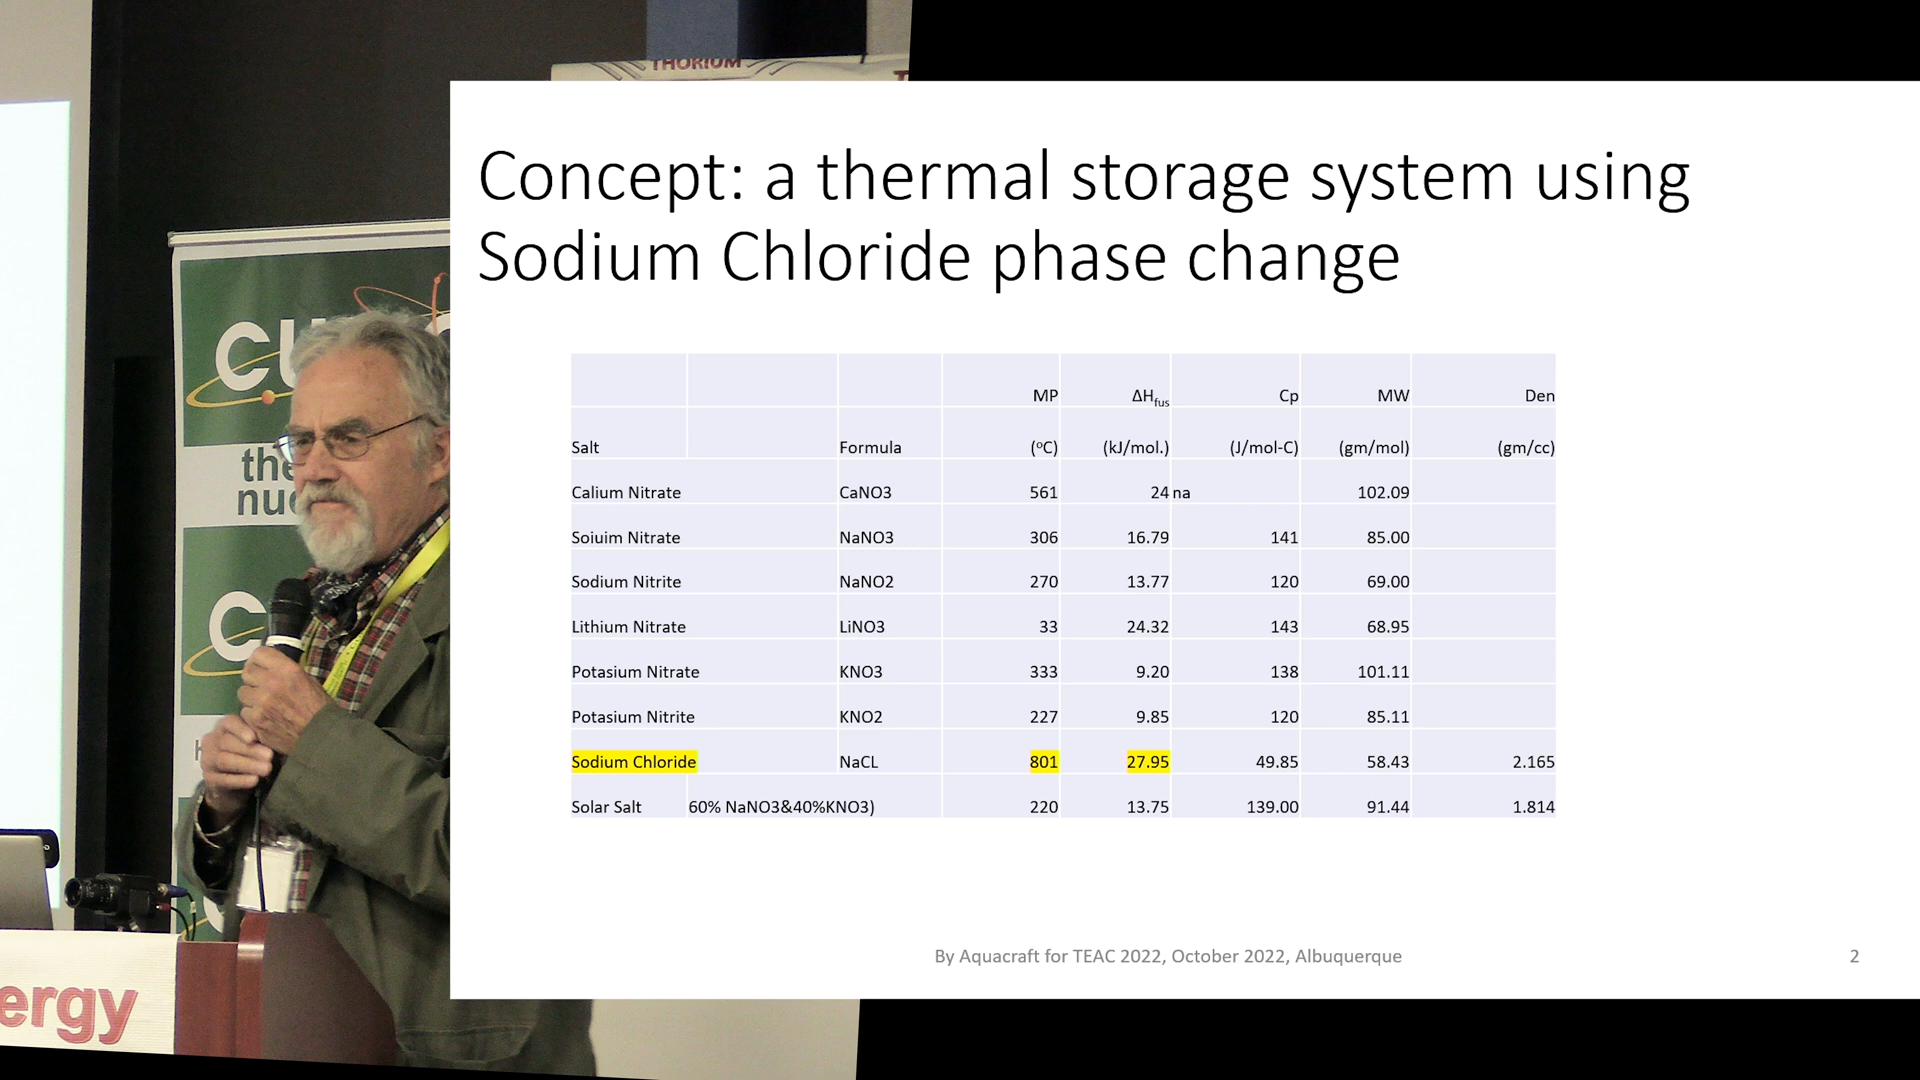 THORIUM
Concept: a thermal storage system using
Sodium Chloride phase change
MP ΔHfus Cp MW Den
Salt Formula (ºC) (kJ/mol.) (J/mol-C) (gm/mol) (gm/cc)
Calium Nitrate CaNO3 561 24 na 102.09
Soiuim Nitrate NaNO3 306 16.79 141 85.00
Sodium Nitrite NaNO2 270 13.77 120 69.00
Lithium Nitrate LiNO3 33 24.32 143 68.95
Potasium Nitrate KNO3 333 9.20 138 101.11
Potasium Nitrite KNO2 227 9.85 120 85.11
Sodium Chloride NaCL 801 27.95 49.85 58.43 2.165
Solar Salt 60% NaNO3&40%KNO3) 220 13.75 139.00 91.44 1.814
By Aquacraft for TEAC 2022, October 2022, Albuquerque 2
the
ergy